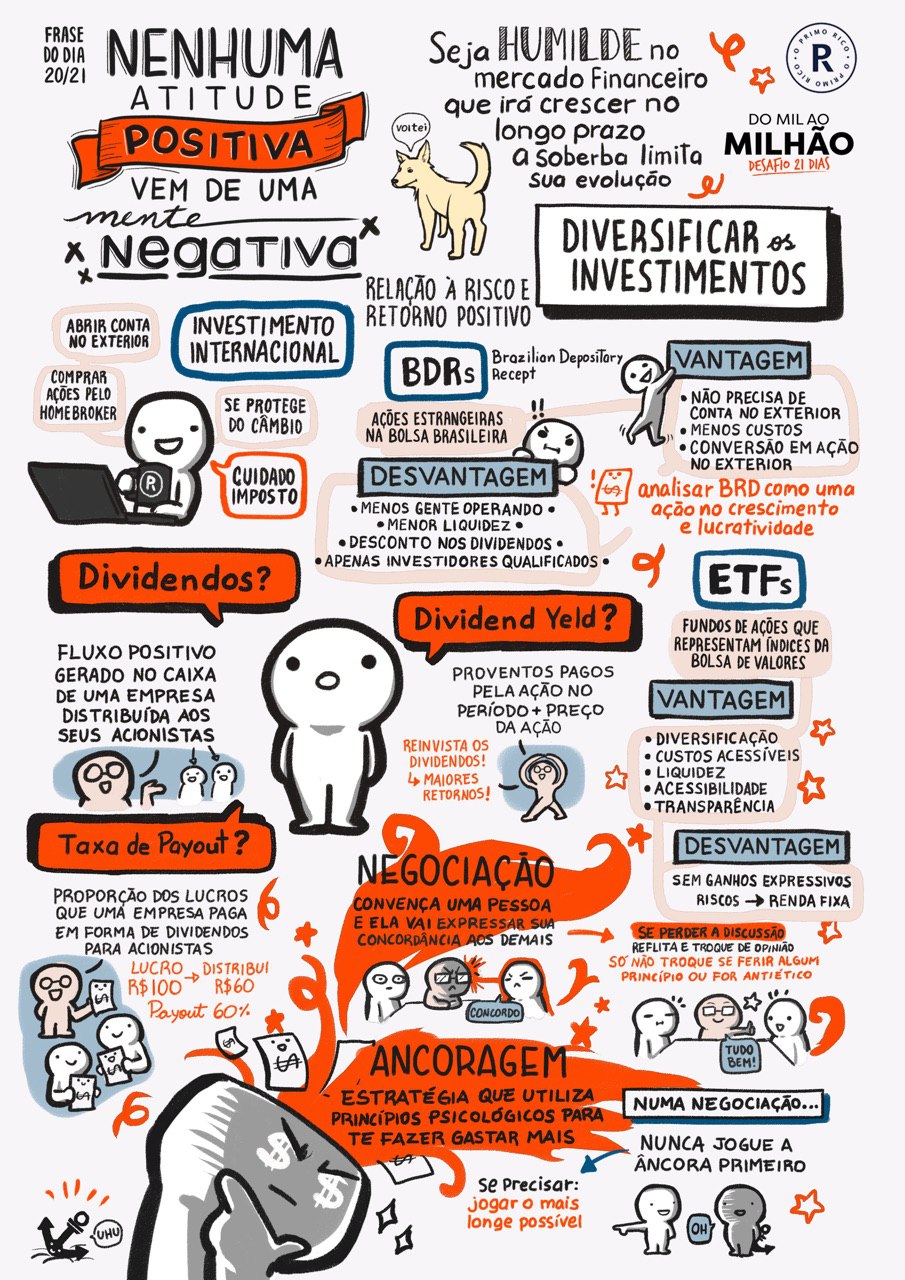 FRASE
DO DIA
20/21
NENHUMA
ATITUDE
POSITIVA
VEM DE UMA
mente
Negativa
voltei
Seja HUMILDE no
mercado Financeiro
que irá crescer no
longo prazo
a soberba limita
sua evolução
O PRIMO RICO • O PRIMO RICO •
R
DO MIL AO
MILHÃO
DESAFIO 21 DIAS
DIVERSIFICAR os
INVESTIMENTOS
RELAÇÃO À RISCO E
RETORNO POSITIVO
INVESTIMENTO
INTERNACIONAL
ABRIR CONTA
NO EXTERIOR
COMPRAR
AÇÕES PELO
HOMEBROKER
SE PROTEGE
DO CÂMBIO
CUIDADO
IMPOSTO
R
BDRs
Brazilian Depositary
Recept
AÇÕES ESTRANGEIRAS
NA BOLSA BRASILEIRA
!!
DESVANTAGEM
• MENOS GENTE OPERANDO •
• MENOR LIQUIDEZ •
• DESCONTO NOS DIVIDENDOS •
• APENAS INVESTIDORES QUALIFICADOS •
VANTAGEM
• NÃO PRECISA DE
CONTA NO EXTERIOR
• MENOS CUSTOS
• CONVERSÃO EM AÇÃO
NO EXTERIOR
! $ analisar BRD como uma
ação no crescimento
e lucratividade
Dividendos?
FLUXO POSITIVO
GERADO NO CAIXA
DE UMA EMPRESA
DISTRIBUÍDA AOS
SEUS ACIONISTAS
Dividend Yeld?
PROVENTOS PAGOS
PELA AÇÃO NO
PERÍODO + PREÇO
DA AÇÃO
REINVISTA OS
DIVIDENDOS!
↳ MAIORES
RETORNOS!
ETFs
FUNDOS DE AÇÕES QUE
REPRESENTAM ÍNDICES DA
BOLSA DE VALORES
VANTAGEM
• DIVERSIFICAÇÃO
• CUSTOS ACESSÍVEIS
• LIQUIDEZ
• ACESSIBILIDADE
• TRANSPARÊNCIA
DESVANTAGEM
SEM GANHOS EXPRESSIVOS
RISCOS → RENDA FIXA
Taxa de Payout?
PROPORÇÃO DOS LUCROS
QUE UMA EMPRESA PAGA
EM FORMA DE DIVIDENDOS
PARA ACIONISTAS
LUCRO → DISTRIBUI
R$100 R$60
Payout 60%
NEGOCIAÇÃO
CONVENÇA UMA PESSOA
E ELA VAI EXPRESSAR SUA
CONCORDÂNCIA AOS DEMAIS
CONCORDO
SE PERDER A DISCUSSÃO
REFLITA E TROQUE DE OPINIÃO
SÓ NÃO TROQUE SE FERIR ALGUM
PRINCÍPIO OU FOR ANTIÉTICO
TUDO
BEM!
ANCORAGEM
ESTRATÉGIA QUE UTILIZA
PRINCÍPIOS PSICOLÓGICOS PARA
TE FAZER GASTAR MAIS
NUMA NEGOCIAÇÃO...
NUNCA JOGUE A
ÂNCORA PRIMEIRO
Se Precisar:
jogar o mais
longe possível
OH
UHU